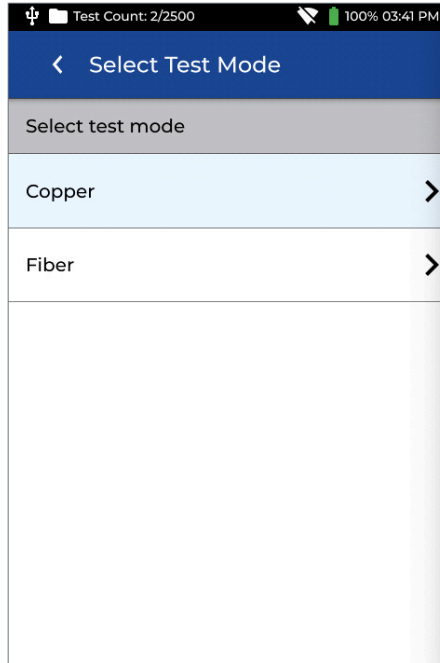 Test Count: 2/2500 100% 03:41 PM
Select Test Mode
Select test mode
Copper
Fiber